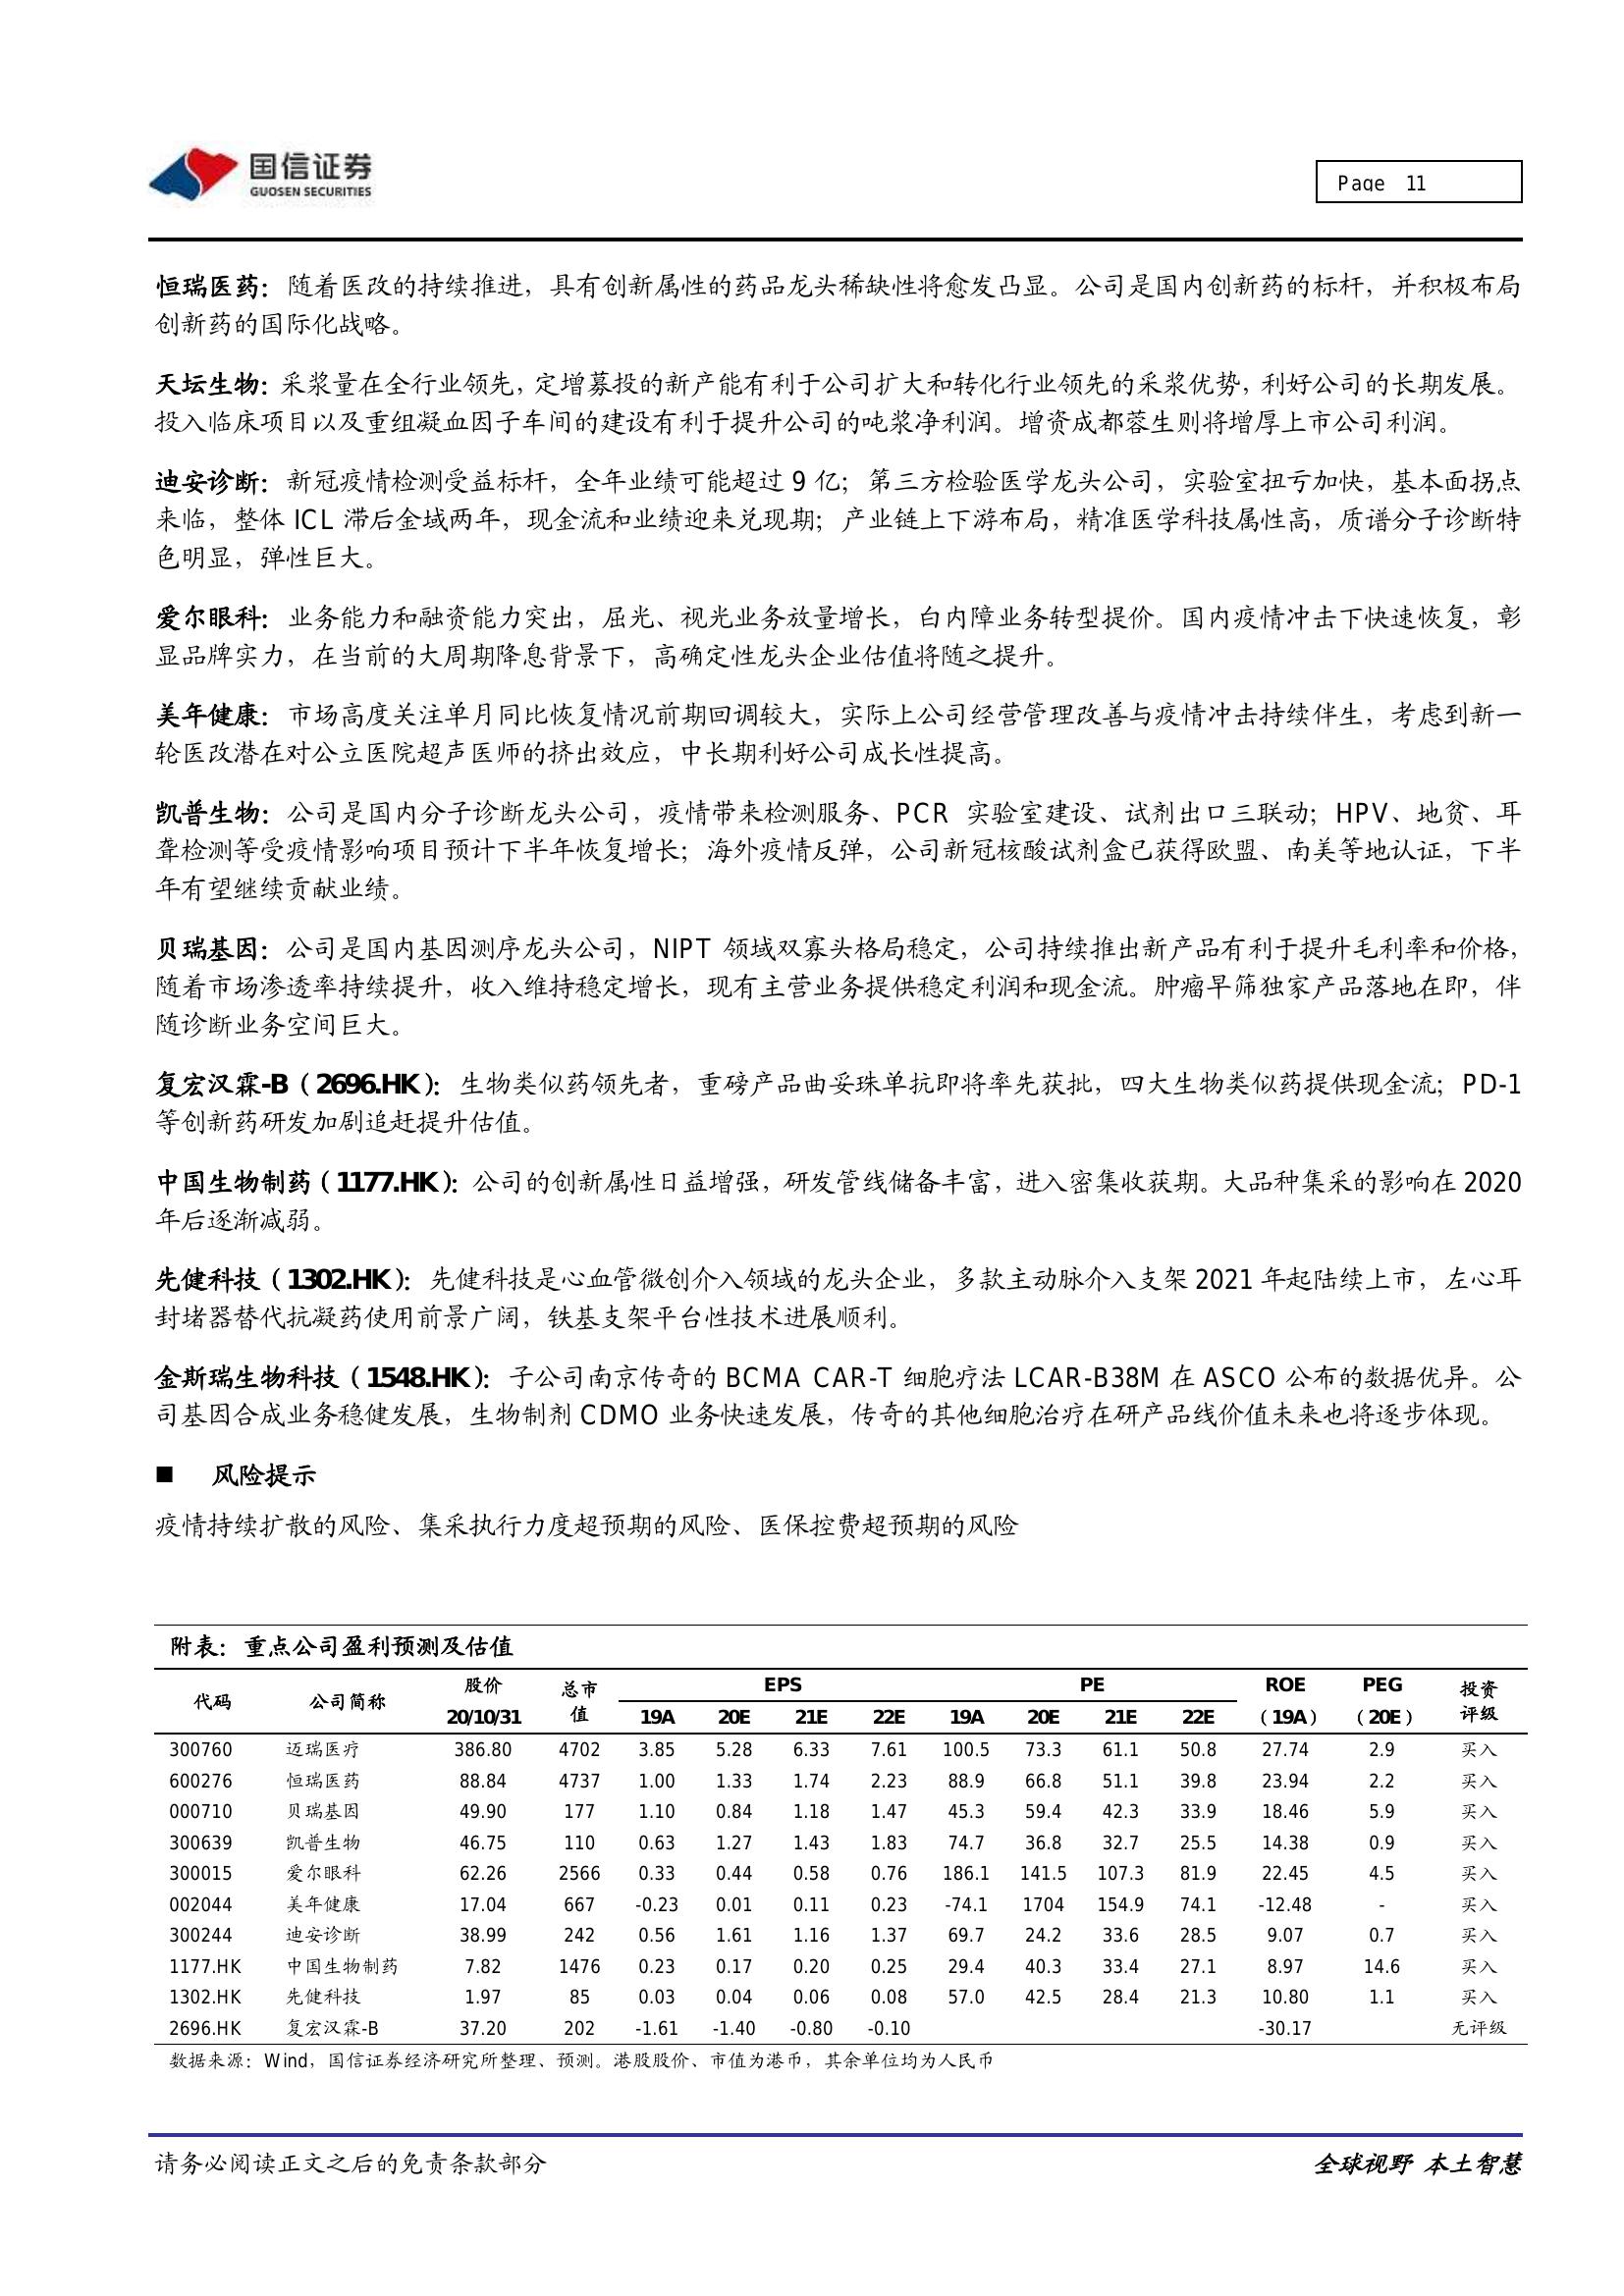 国信证券
GUOSEN SECURITIES
Page 11
恒瑞医药：随着医改的持续推进，具有创新属性的药品龙头稀缺性将愈发凸显。公司是国内创新药的标杆，并积极布局
创新药的国际化战略。
天坛生物：采浆量在全行业领先，定增募投的新产能有利于公司扩大和转化行业领先的采浆优势，利好公司的长期发展。
投入临床项目以及重组凝血因子车间的建设有利于提升公司的吨浆净利润。增资成都蓉生则将增厚上市公司利润。
迪安诊断：新冠疫情检测受益标杆，全年业绩可能超过 9 亿；第三方检验医学龙头公司，实验室扭亏加快，基本面拐点
来临，整体 ICL 滞后金域两年，现金流和业绩迎来兑现期；产业链上下游布局，精准医学科技属性高，质谱分子诊断特
色明显，弹性巨大。
爱尔眼科：业务能力和融资能力突出，屈光、视光业务放量增长，白内障业务转型提价。国内疫情冲击下快速恢复，彰
显品牌实力，在当前的大周期降息背景下，高确定性龙头企业估值将随之提升。
美年健康：市场高度关注单月同比恢复情况前期回调较大，实际上公司经营管理改善与疫情冲击持续伴生，考虑到新一
轮医改潜在对公立医院超声医师的挤出效应，中长期利好公司成长性提高。
凯普生物：公司是国内分子诊断龙头公司，疫情带来检测服务、PCR 实验室建设、试剂出口三联动；HPV、地贫、耳
聋检测等受疫情影响项目预计下半年恢复增长；海外疫情反弹，公司新冠核酸试剂盒已获得欧盟、南美等地认证，下半
年有望继续贡献业绩。
贝瑞基因：公司是国内基因测序龙头公司，NIPT 领域双寡头格局稳定，公司持续推出新产品有利于提升毛利率和价格，
随着市场渗透率持续提升，收入维持稳定增长，现有主营业务提供稳定利润和现金流。肿瘤早筛独家产品落地在即，伴
随诊断业务空间巨大。
复宏汉霖-B（2696.HK）：生物类似药领先者，重磅产品曲妥珠单抗即将率先获批，四大生物类似药提供现金流；PD-1
等创新药研发加剧追赶提升估值。
中国生物制药（1177.HK）：公司的创新属性日益增强，研发管线储备丰富，进入密集收获期。大品种集采的影响在 2020
年后逐渐减弱。
先健科技（1302.HK）：先健科技是心血管微创介入领域的龙头企业，多款主动脉介入支架 2021 年起陆续上市，左心耳
封堵器替代抗凝药使用前景广阔，铁基支架平台性技术进展顺利。
金斯瑞生物科技（1548.HK）：子公司南京传奇的 BCMA CAR-T 细胞疗法 LCAR-B38M 在 ASCO 公布的数据优异。公
司基因合成业务稳健发展，生物制剂 CDMO 业务快速发展，传奇的其他细胞治疗在研产品线价值未来也将逐步体现。
■ 风险提示
疫情持续扩散的风险、集采执行力度超预期的风险、医保控费超预期的风险
附表：重点公司盈利预测及估值
代码 公司简称 股价 总市值 EPS PE ROE PEG 投资评级
20/10/31 19A 20E 21E 22E 19A 20E 21E 22E （19A） （20E）
300760 迈瑞医疗 386.80 4702 3.85 5.28 6.33 7.61 100.5 73.3 61.1 50.8 27.74 2.9 买入
600276 恒瑞医药 88.84 4737 1.00 1.33 1.74 2.23 88.9 66.8 51.1 39.8 23.94 2.2 买入
000710 贝瑞基因 49.90 177 1.10 0.84 1.18 1.47 45.3 59.4 42.3 33.9 18.46 5.9 买入
300639 凯普生物 46.75 110 0.63 1.27 1.43 1.83 74.7 36.8 32.7 25.5 14.38 0.9 买入
300015 爱尔眼科 62.26 2566 0.33 0.44 0.58 0.76 186.1 141.5 107.3 81.9 22.45 4.5 买入
002044 美年健康 17.04 667 -0.23 0.01 0.11 0.23 -74.1 1704 154.9 74.1 -12.48 - 买入
300244 迪安诊断 38.99 242 0.56 1.61 1.16 1.37 69.7 24.2 33.6 28.5 9.07 0.7 买入
1177.HK 中国生物制药 7.82 1476 0.23 0.17 0.20 0.25 29.4 40.3 33.4 27.1 8.97 14.6 买入
1302.HK 先健科技 1.97 85 0.03 0.04 0.06 0.08 57.0 42.5 28.4 21.3 10.80 1.1 买入
2696.HK 复宏汉霖-B 37.20 202 -1.61 -1.40 -0.80 -0.10 -30.17 无评级
数据来源：Wind，国信证券经济研究所整理、预测。港股股价、市值为港币，其余单位均为人民币
请务必阅读正文之后的免责条款部分
全球视野 本土智慧